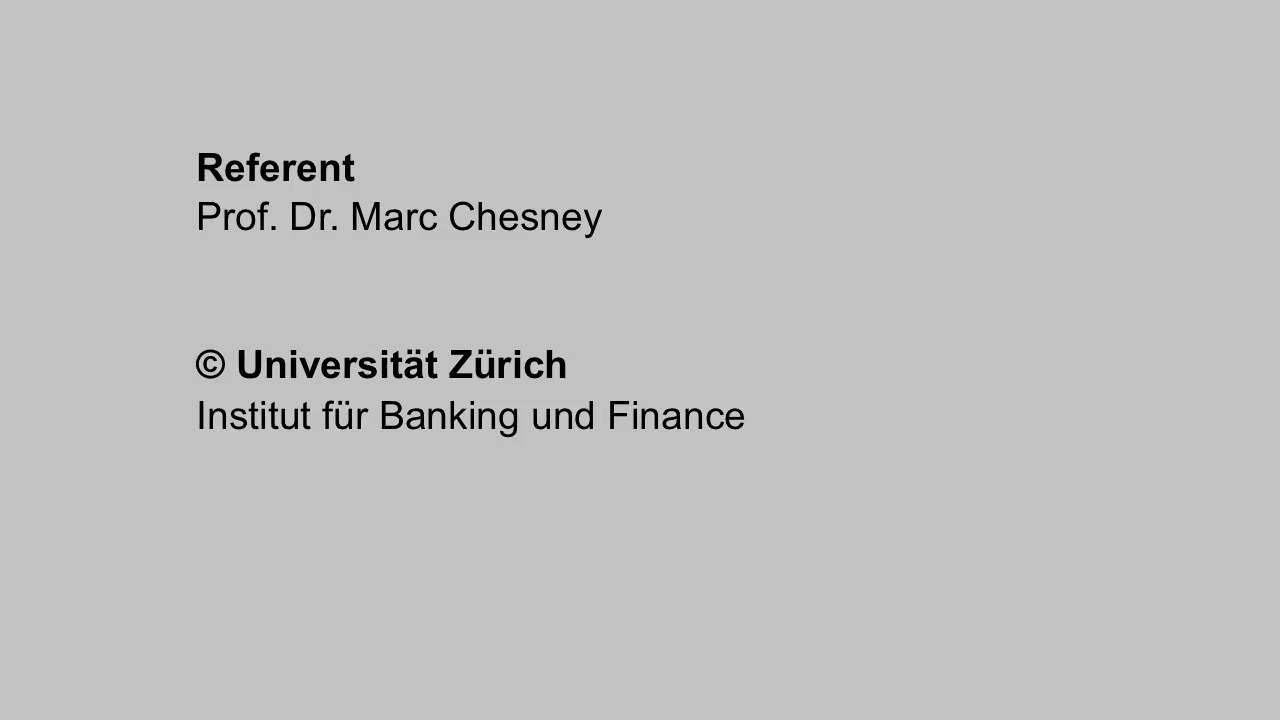 Referent
Prof. Dr. Marc Chesney
© Universität Zürich
Institut für Banking und Finance